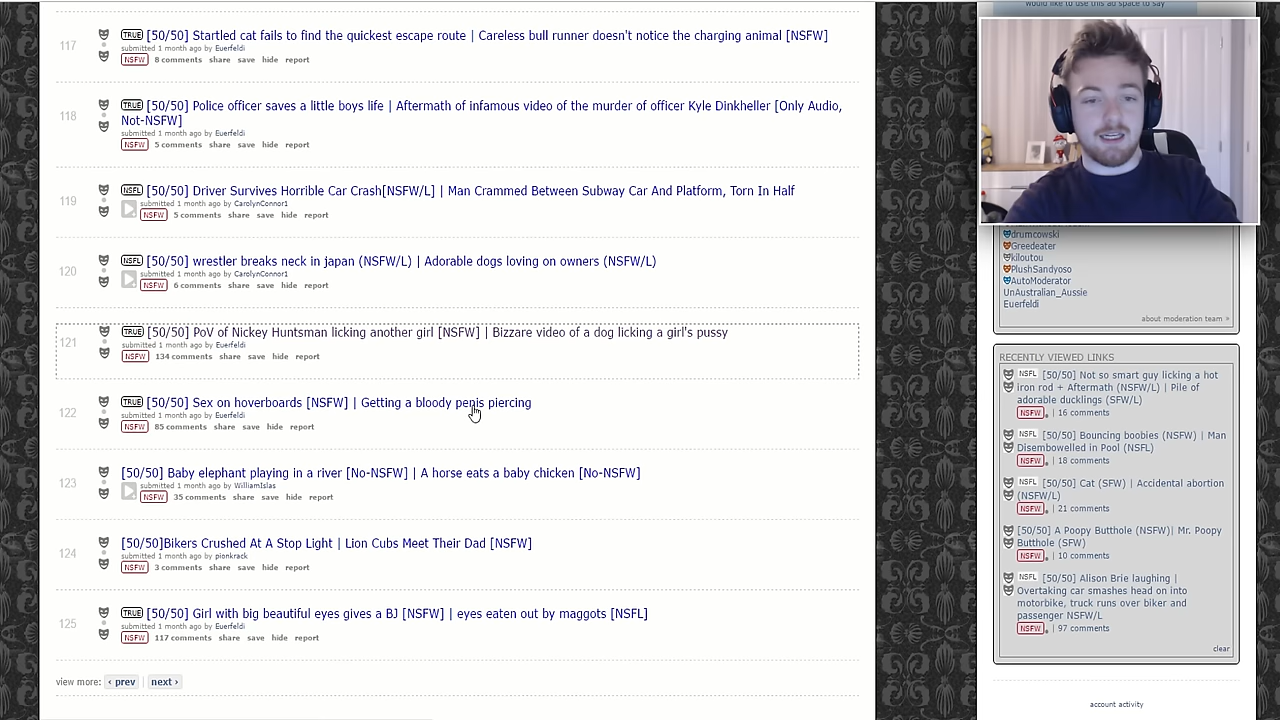 would like to use this ad space to say
117
TRUE [50/50] Startled cat fails to find the quickest escape route | Careless bull runner doesn't notice the charging animal [NSFW]
submitted 1 month ago by Euerfeldi
NSFW 8 comments share save hide report
118
TRUE [50/50] Police officer saves a little boys life | Aftermath of infamous video of the murder of officer Kyle Dinkheller [Only Audio,
Not-NSFW]
submitted 1 month ago by Euerfeldi
NSFW 5 comments share save hide report
119
NSFL [50/50] Driver Survives Horrible Car Crash[NSFW/L] | Man Crammed Between Subway Car And Platform, Torn In Half
submitted 1 month ago by CarolynConnor1
NSFW 5 comments share save hide report
120
NSFL [50/50] wrestler breaks neck in japan (NSFW/L) | Adorable dogs loving on owners (NSFW/L)
submitted 1 month ago by CarolynConnor1
NSFW 6 comments share save hide report
121
TRUE [50/50] PoV of Nickey Huntsman licking another girl [NSFW] | Bizzare video of a dog licking a girl's pussy
submitted 1 month ago by Euerfeldi
NSFW 134 comments share save hide report
122
TRUE [50/50] Sex on hoverboards [NSFW] | Getting a bloody penis piercing
submitted 1 month ago by Euerfeldi
NSFW 85 comments share save hide report
123
[50/50] Baby elephant playing in a river [No-NSFW] | A horse eats a baby chicken [No-NSFW]
submitted 1 month ago by WilliamIslas
NSFW 35 comments share save hide report
124
[50/50]Bikers Crushed At A Stop Light | Lion Cubs Meet Their Dad [NSFW]
submitted 1 month ago by pionkrack
NSFW 3 comments share save hide report
125
TRUE [50/50] Girl with big beautiful eyes gives a BJ [NSFW] | eyes eaten out by maggots [NSFL]
submitted 1 month ago by Euerfeldi
NSFW 117 comments share save hide report
view more: ‹ prev | next ›
drumcowski
Greedeater
kiloutou
PlushSandyoso
AutoModerator
UnAustralian_Aussie
Euerfeldi
about moderation team »
RECENTLY VIEWED LINKS
NSFL [50/50] Not so smart guy licking a hot
iron rod + Aftermath (NSFW/L) | Pile of
adorable ducklings (SFW/L)
NSFW | 16 comments
NSFL [50/50] Bouncing boobies (NSFW) | Man
Disembowelled in Pool (NSFL)
NSFW | 18 comments
NSFL [50/50] Cat (SFW) | Accidental abortion
(NSFW/L)
NSFW | 21 comments
[50/50] A Poopy Butthole (NSFW)| Mr. Poopy
Butthole (SFW)
NSFW | 10 comments
NSFL [50/50] Alison Brie laughing |
Overtaking car smashes head on into
motorbike, truck runs over biker and
passenger NSFW/L
NSFW | 97 comments
clear
account activity